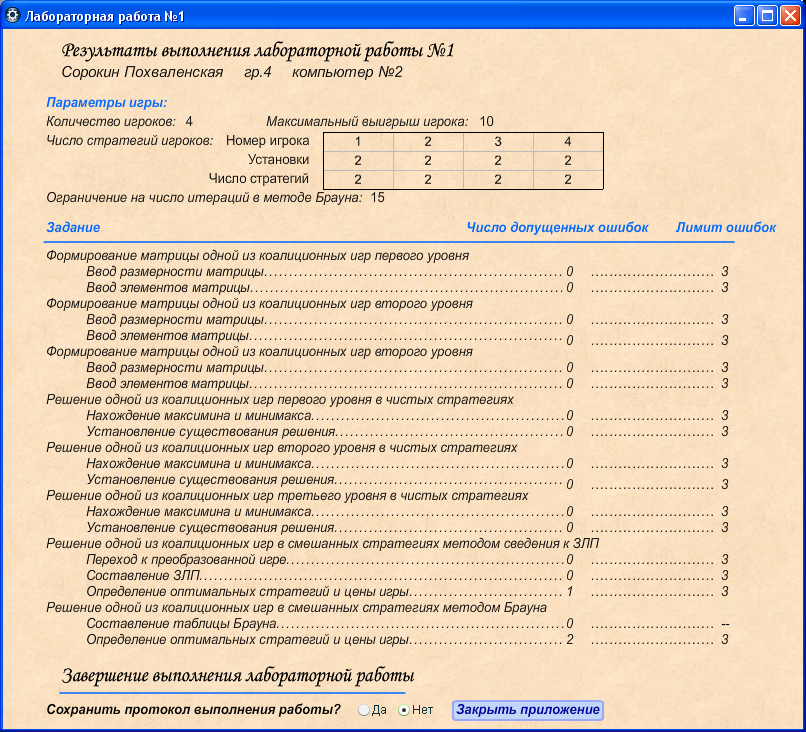 Лабораторная работа №1
Результаты выполнения лабораторной работы №1
Сорокин Похваленская гр.4 компьютер №2
Параметры игры:
Количество игроков: 4 Максимальный выигрыш игрока: 10
Число стратегий игроков: Номер игрока 1 2 3 4
Установки 2 2 2 2
Число стратегий 2 2 2 2
Ограничение на число итераций в методе Брауна: 15
Задание Число допущенных ошибок Лимит ошибок
Формирование матрицы одной из коалиционных игр первого уровня
Ввод размерности матрицы 0 3
Ввод элементов матрицы 0 3
Формирование матрицы одной из коалиционных игр второго уровня
Ввод размерности матрицы 0 3
Ввод элементов матрицы 0 3
Формирование матрицы одной из коалиционных игр второго уровня
Ввод размерности матрицы 0 3
Ввод элементов матрицы 0 3
Решение одной из коалиционных игр первого уровня в чистых стратегиях
Нахождение максимина и минимакса 0 3
Установление существования решения 0 3
Решение одной из коалиционных игр второго уровня в чистых стратегиях
Нахождение максимина и минимакса 0 3
Установление существования решения 0 3
Решение одной из коалиционных игр третьего уровня в чистых стратегиях
Нахождение максимина и минимакса 0 3
Установление существования решения 0 3
Решение одной из коалиционных игр в смешанных стратегиях методом сведения к ЗЛП
Переход к преобразованной игре 0 3
Составление ЗЛП 0 3
Определение оптимальных стратегий и цены игры 1 3
Решение одной из коалиционных игр в смешанных стратегиях методом Брауна
Составление таблицы Брауна 0 --
Определение оптимальных стратегий и цены игры 2 3
Завершение выполнения лабораторной работы
Сохранить протокол выполнения работы? Да Нет Закрыть приложение